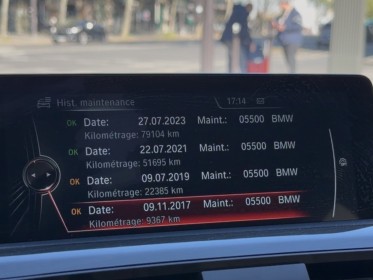 Hist. maintenance 17:14
OK Date: 27.07.2023 Maint.: 05500 BMW
Kilométrage: 79104 km
OK Date: 22.07.2021 Maint.: 05500 BMW
Kilométrage: 51695 km
OK Date: 09.07.2019 Maint.: 05500 BMW
Kilométrage: 22385 km
OK Date: 09.11.2017 Maint.: 05500 BMW
Kilométrage: 9367 km